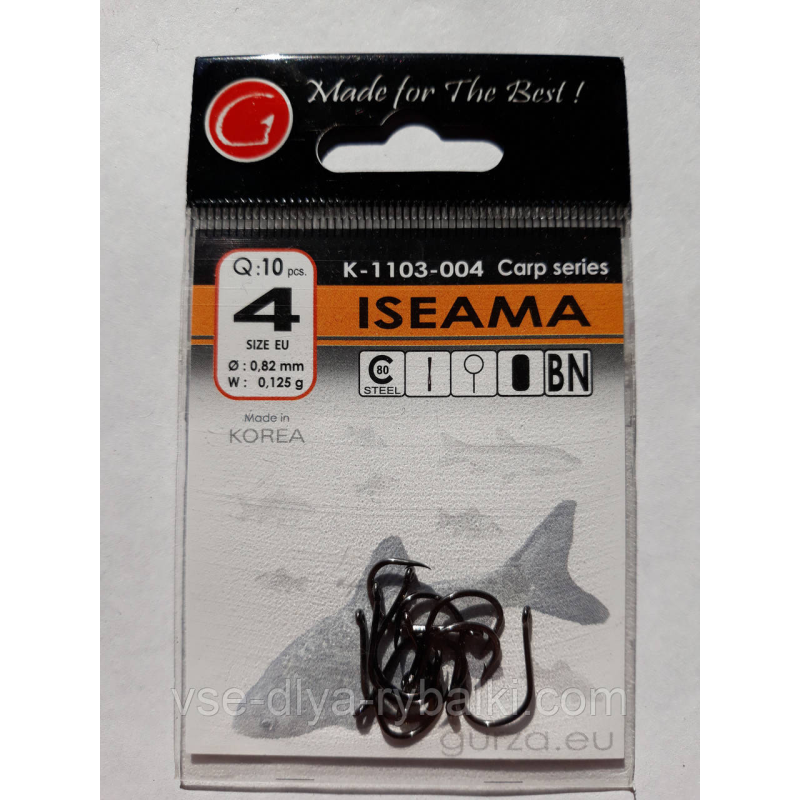 G
Made for The Best !
Q:10 pcs.
4
SIZE EU
Ø : 0,82 mm
W : 0,125 g
K-1103-004 Carp series
ISEAMA
C 80 STEEL
BN
Made in
KOREA
vse-dlya-rybalki.com
gurza.eu